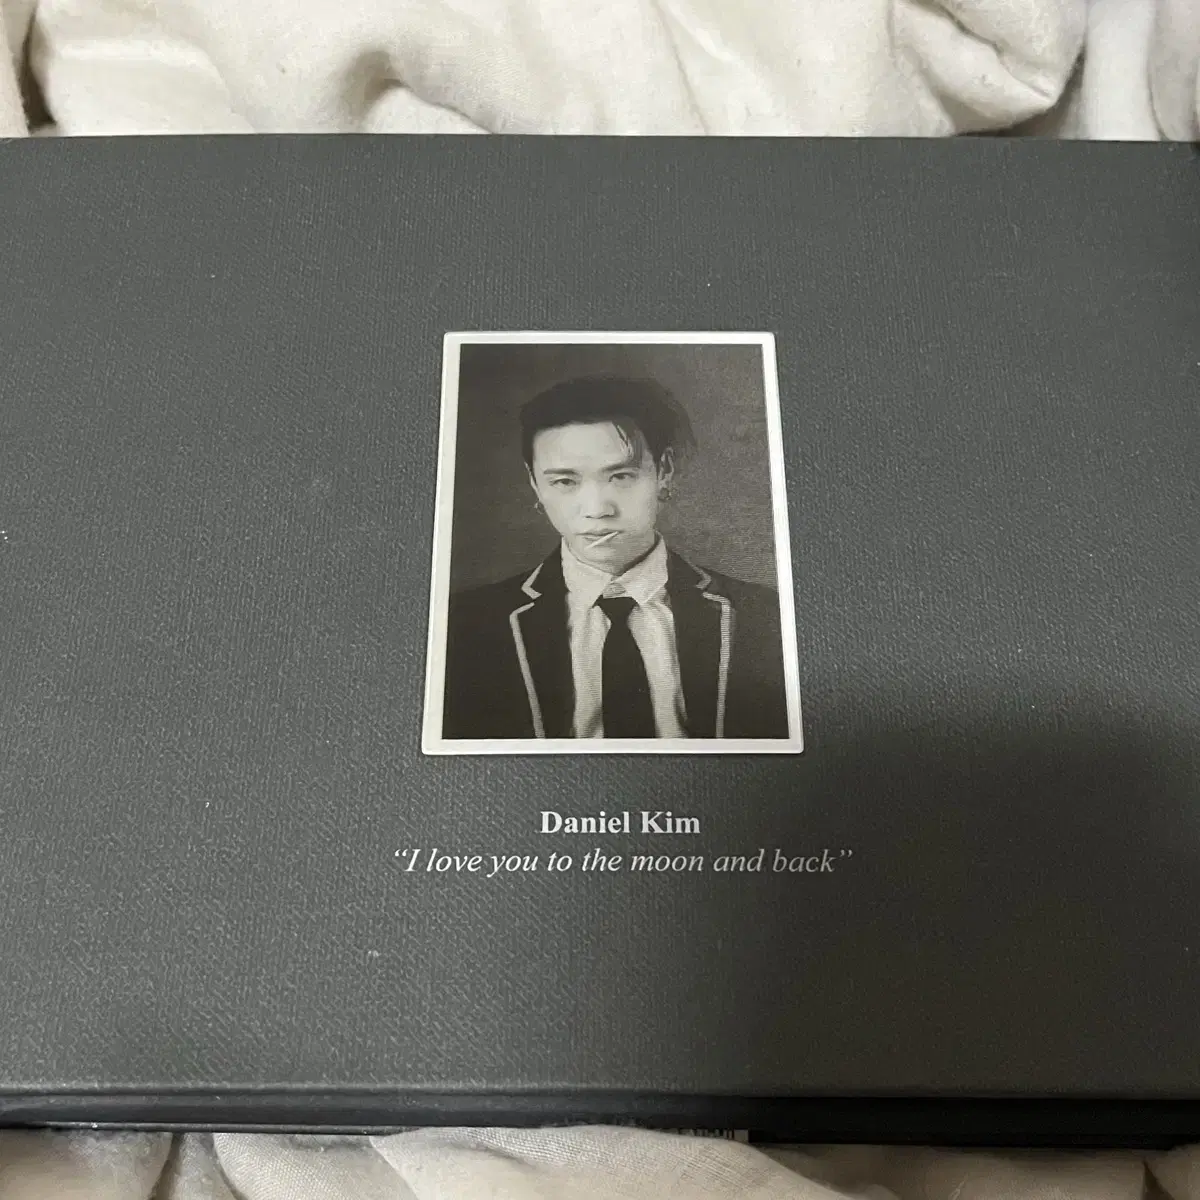 Daniel Kim
“I love you to the moon and back”